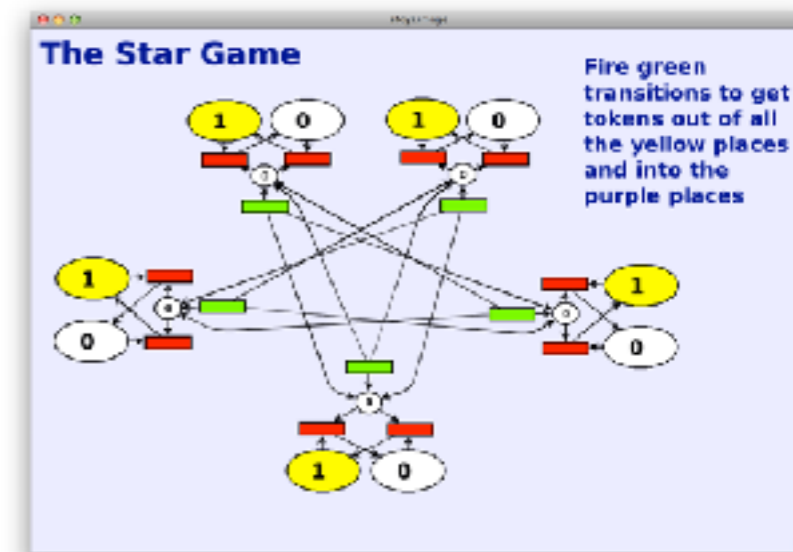 The Star Game
Fire green
transitions to get
tokens out of all
the yellow places
and into the
purple places
1
0
1
0
1
0
1
0
1
0